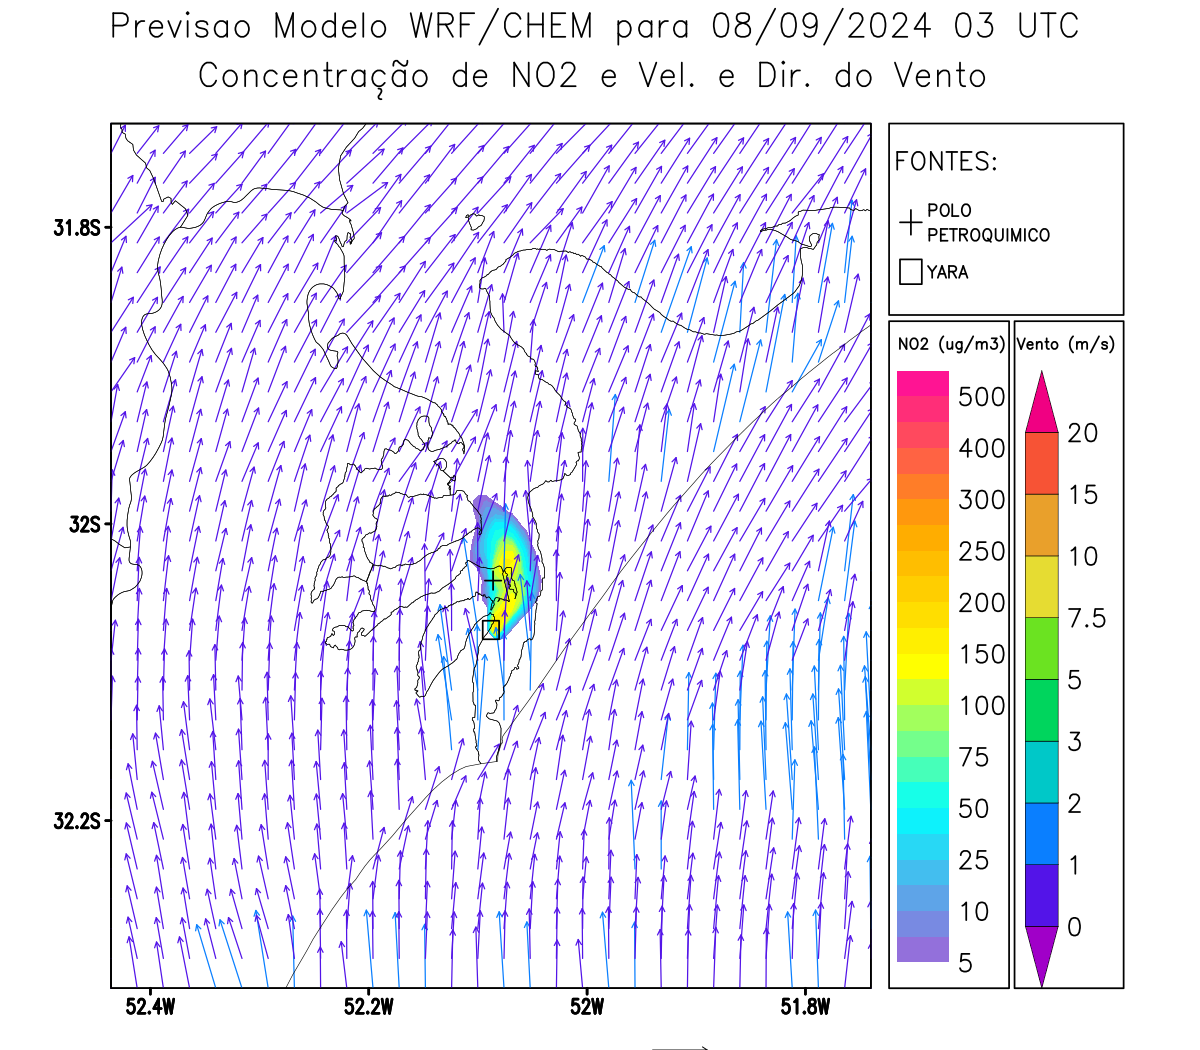 Previsao Modelo WRF/CHEM para 08/09/2024 03 UTC
Concentração de NO2 e Vel. e Dir. do Vento
FONTES:
POLO
PETROQUIMICO
YARA
NO2 (ug/m3)
500
400
300
250
200
150
100
75
50
25
10
5
Vento (m/s)
20
15
10
7.5
5
3
2
1
0
31.8S
32S
32.2S
52.4W
52.2W
52W
51.8W